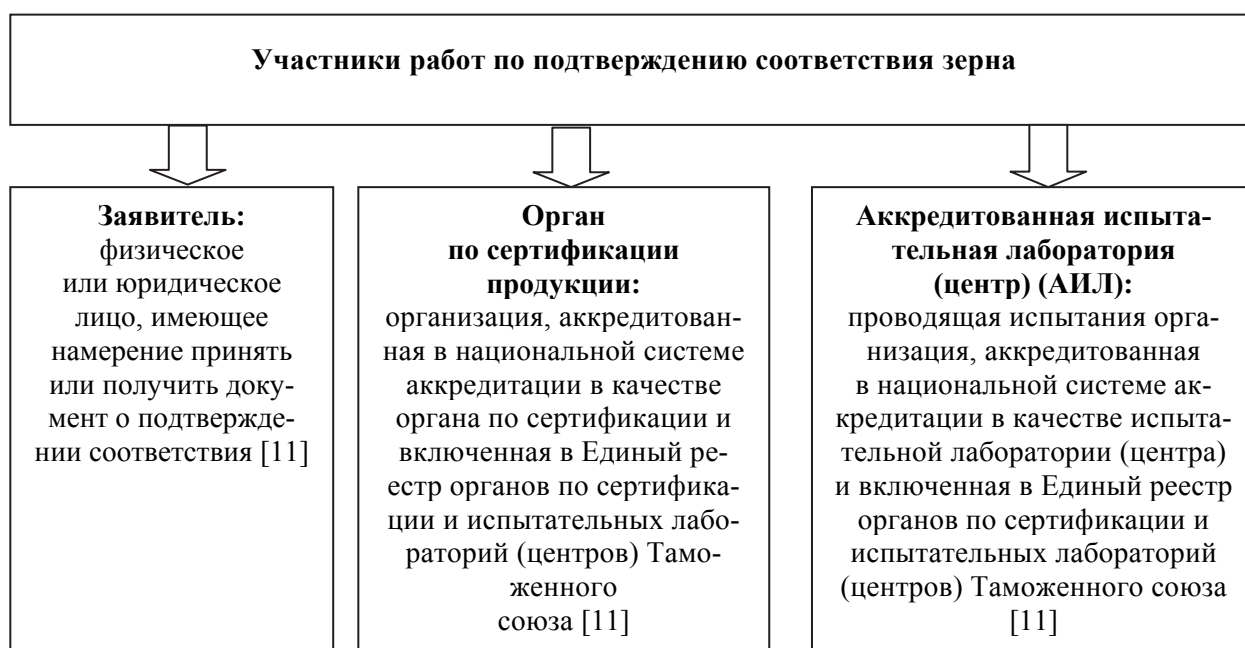 Участники работ по подтверждению соответствия зерна
Заявитель:
физическое
или юридическое
лицо, имеющее
намерение принять
или получить доку-
мент о подтвержде-
нии соответствия [11]
Орган
по сертификации
продукции:
организация, аккредитован-
ная в национальной системе
аккредитации в качестве
органа по сертификации и
включенная в Единый ре-
естр органов по сертифика-
ции и испытательных лабо-
раторий (центров) Тамо-
женного
союза [11]
Аккредитованная испыта-
тельная лаборатория
(центр) (АИЛ):
проводящая испытания орга-
низация, аккредитованная
в национальной системе ак-
кредитации в качестве испыта-
тельной лаборатории (центра)
и включенная в Единый реестр
органов по сертификации и
испытательных лабораторий
(центров) Таможенного союза
[11]